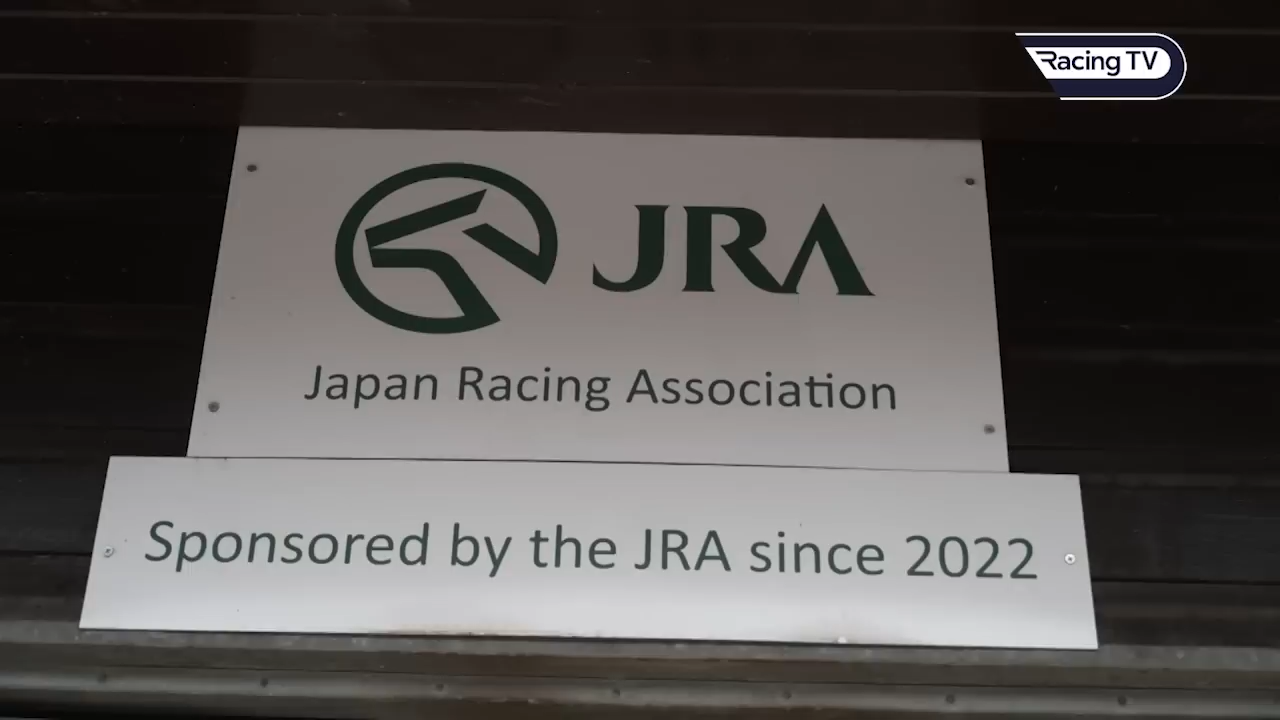 Racing TV
JRA
Japan Racing Association
Sponsored by the JRA since 2022